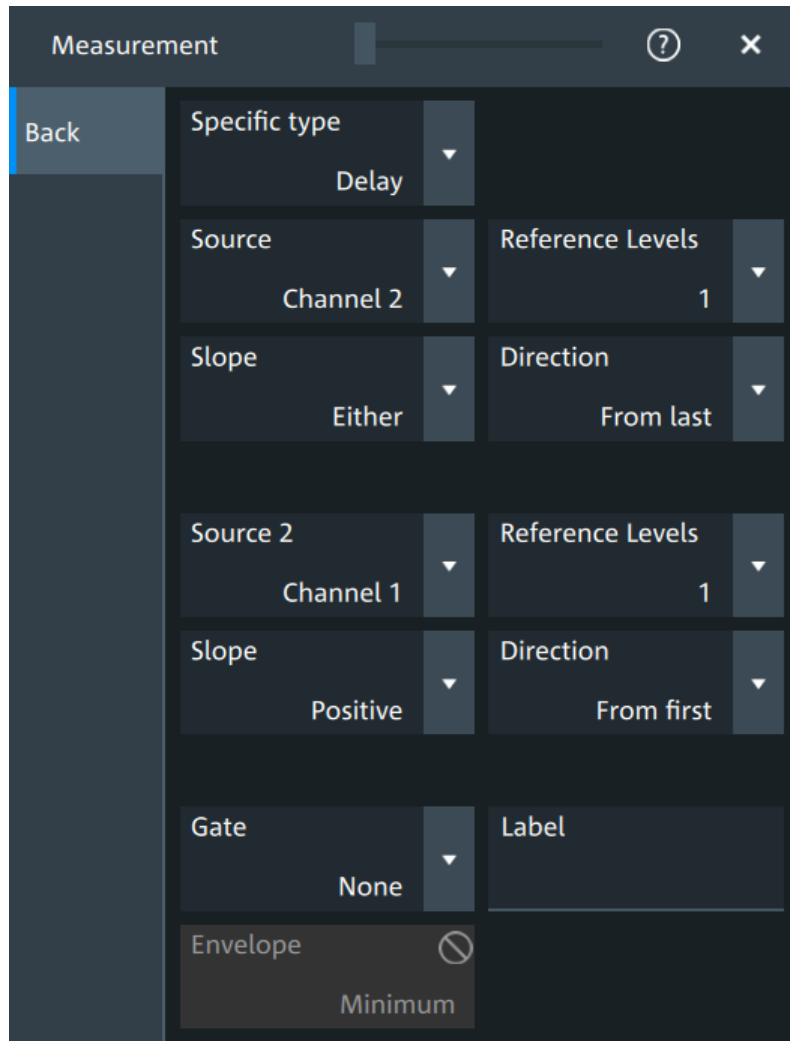 Measurement
?
Back
Specific type
Delay
Source
Channel 2
Reference Levels
1
Slope
Either
Direction
From last
Source 2
Channel 1
Reference Levels
1
Slope
Positive
Direction
From first
Gate
None
Label
Envelope
Minimum